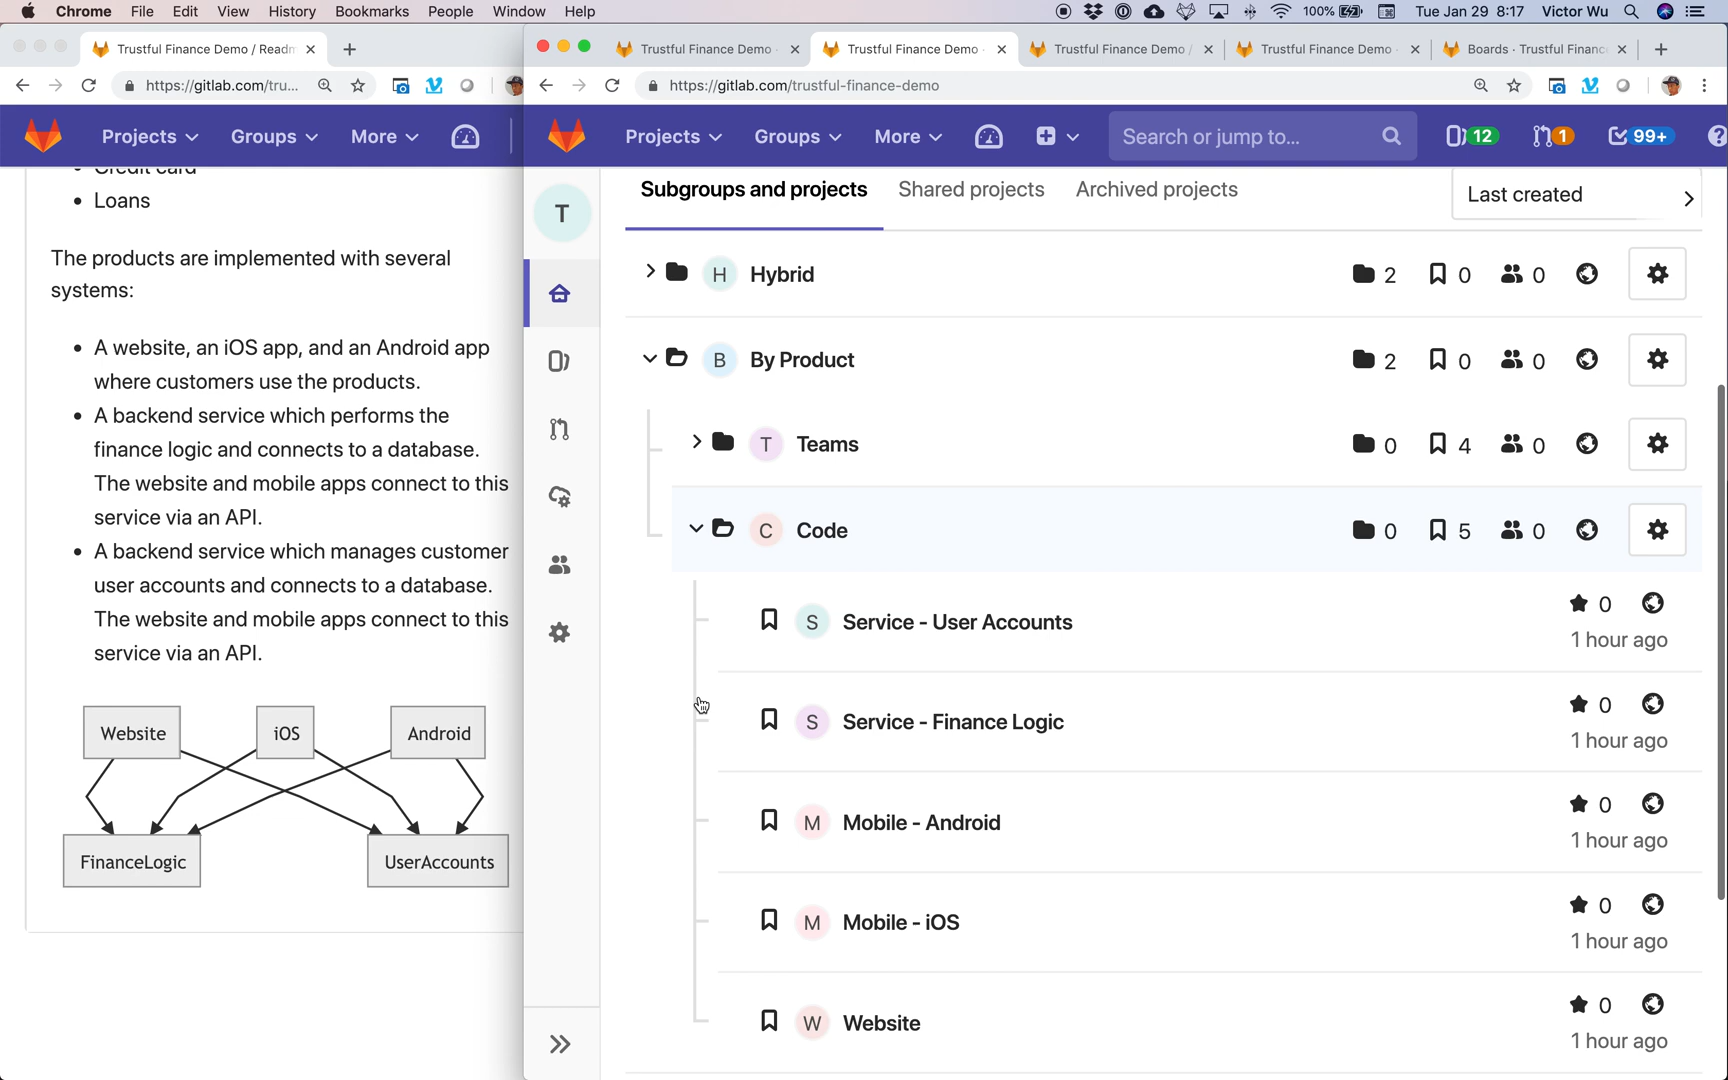 Chrome File Edit View History Bookmarks People Window Help 100% Tue Jan 29 8:17 Victor Wu
Trustful Finance Demo / Readm
https://gitlab.com/tru...
Projects Groups More
Credit card
Loans
The products are implemented with several
systems:
A website, an iOS app, and an Android app
where customers use the products.
A backend service which performs the
finance logic and connects to a database.
The website and mobile apps connect to this
service via an API.
A backend service which manages customer
user accounts and connects to a database.
The website and mobile apps connect to this
service via an API.
Website iOS Android
FinanceLogic UserAccounts
Trustful Finance Demo · Trustful Finance Demo · Trustful Finance Demo / Trustful Finance Demo · Boards · Trustful Financ
https://gitlab.com/trustful-finance-demo
Projects Groups More Search or jump to... 12 1 99+
T
Subgroups and projects Shared projects Archived projects Last created
H Hybrid 2 0 0
B By Product 2 0 0
T Teams 0 4 0
C Code 0 5 0
S Service - User Accounts 0
1 hour ago
S Service - Finance Logic 0
1 hour ago
M Mobile - Android 0
1 hour ago
M Mobile - iOS 0
1 hour ago
W Website 0
1 hour ago